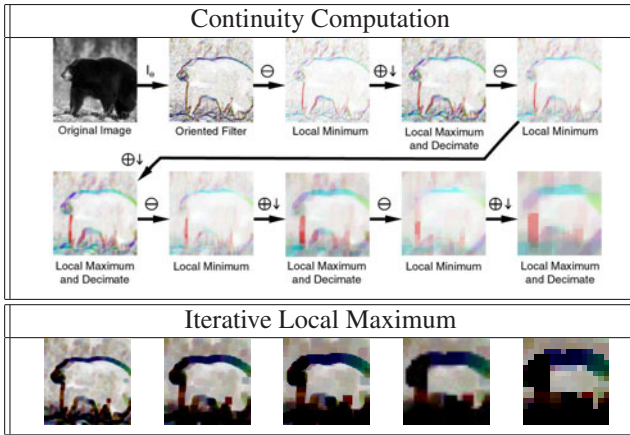 Continuity Computation
I_θ ⊖ ⊕↓ ⊖
Original Image Oriented Filter Local Minimum Local Maximum and Decimate Local Minimum
⊕↓
⊖ ⊕↓ ⊖ ⊕↓
Local Maximum and Decimate Local Minimum Local Maximum and Decimate Local Minimum Local Maximum and Decimate
Iterative Local Maximum